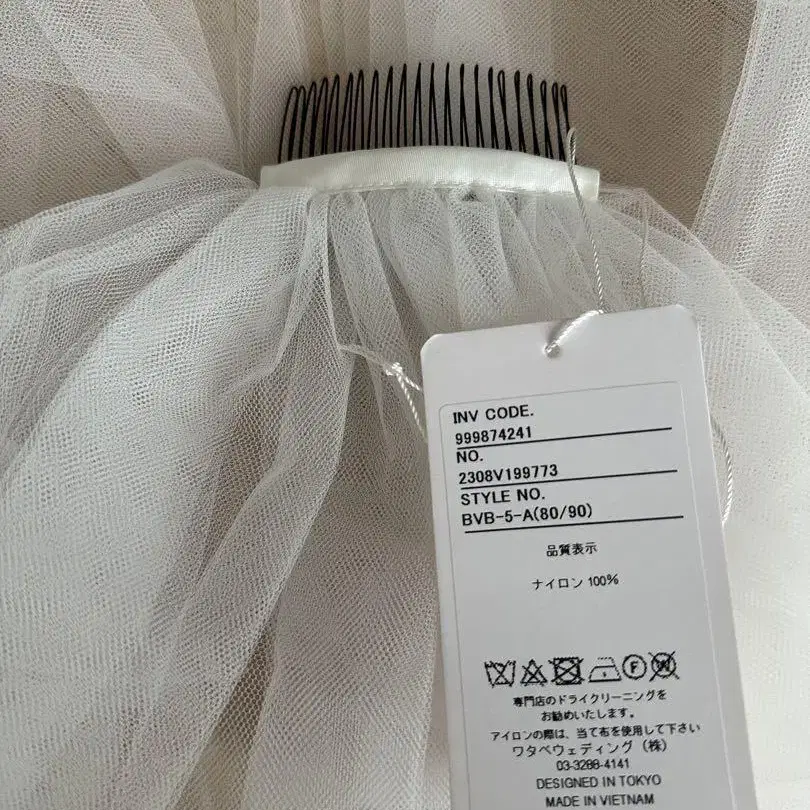 INV CODE.
999874241
NO.
2308V199773
STYLE NO.
BVB-5-A(80/90)
品質表示
ナイロン 100%
F
専門店のドライクリーニングを
お勧めいたします。
アイロンの際は、当て布を使用して下さい
ワタベウェディング(株)
03-3288-4141
DESIGNED IN TOKYO
MADE IN VIETNAM